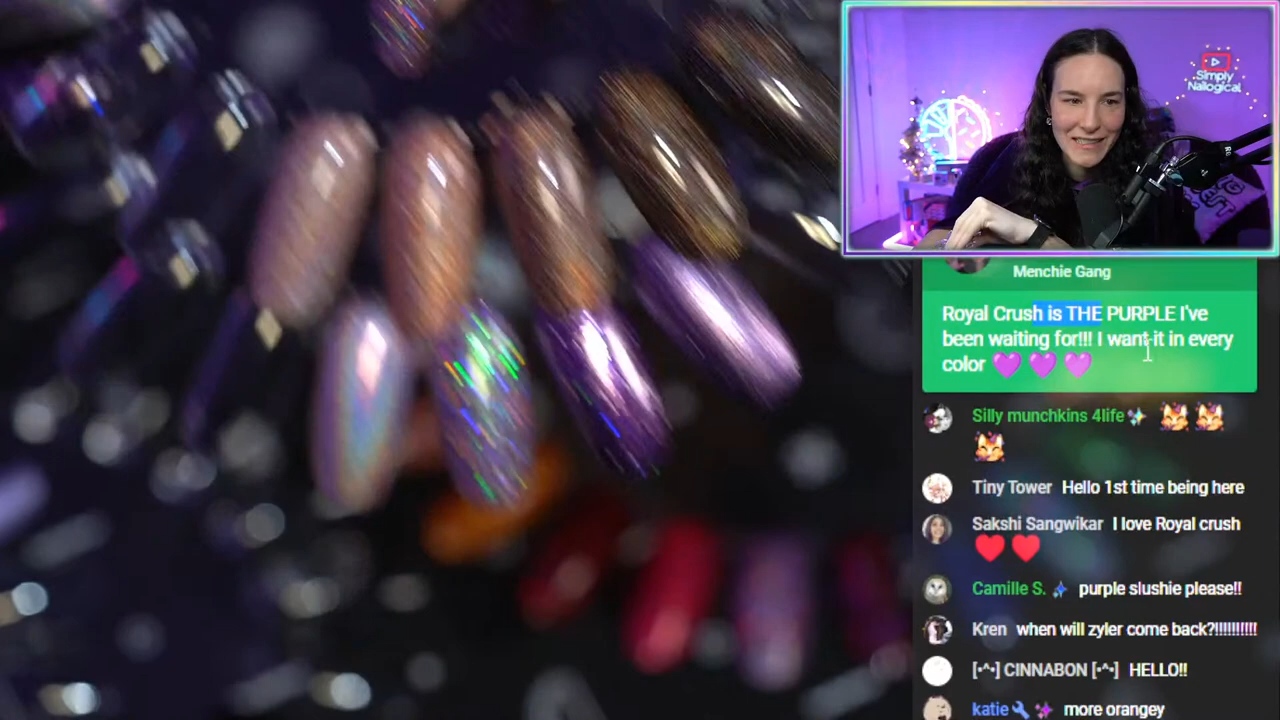 Simply
Nailogical
Menchie Gang
Royal Crush is THE PURPLE I've
been waiting for!!! I want it in every
color 💜 💜 💜
Silly munchkins 4life✨
Tiny Tower Hello 1st time being here
Sakshi Sangwikar I love Royal crush
❤️ ❤️
Camille S. purple slushie please!!
Kren when will zyler come back?!!!!!!!!!!
[•^•] CINNABON [•^•] HELLO!!
katie more orangey